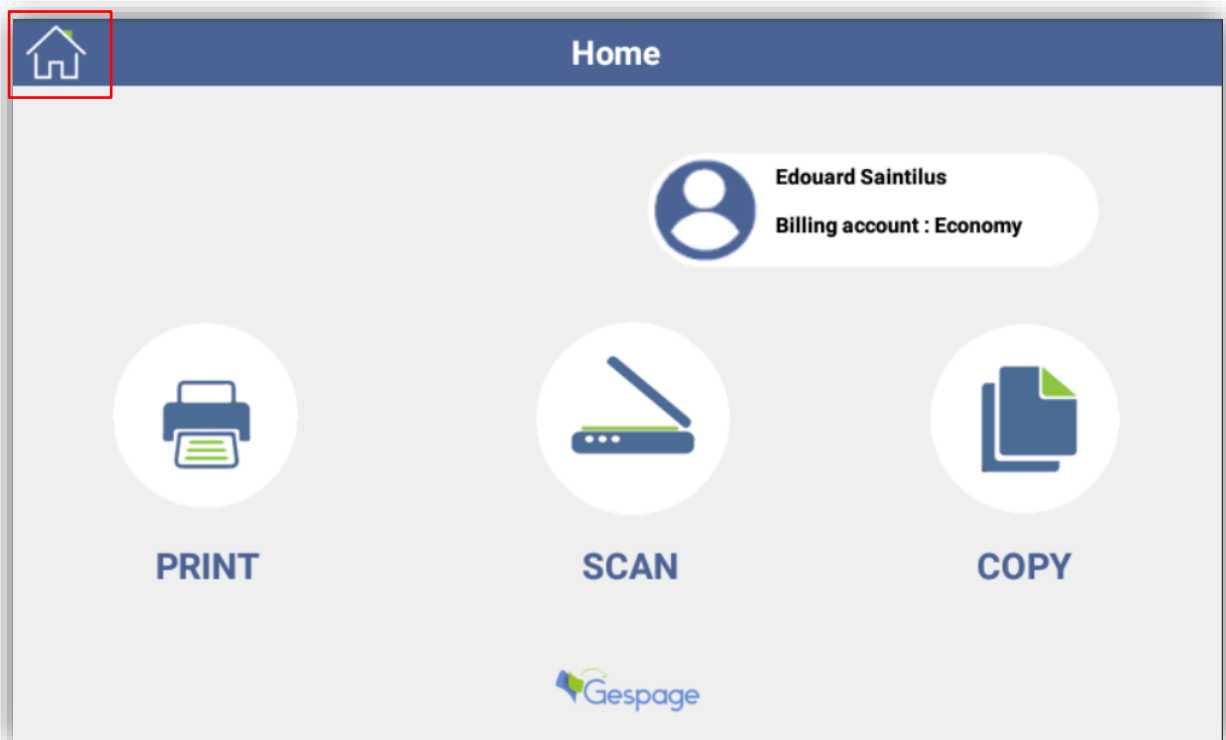 Home
Edouard Saintilus
Billing account : Economy
PRINT
SCAN
COPY
Gespage